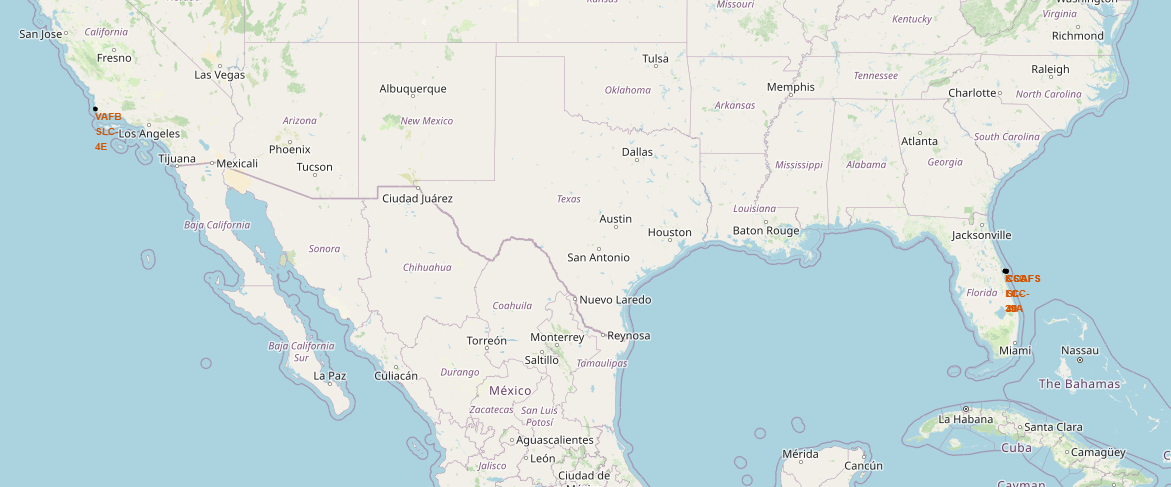 Missouri
Kansas
Washington
Kentucky
Virginia
San Jose
California
Richmond
Fresno
Tulsa
Las Vegas
Raleigh
Tennessee
Memphis
Albuquerque
Oklahoma
Charlotte
North Carolina
Arkansas
VAFB
SLC-
4E
Los Angeles
Arizona
New Mexico
South Carolina
Atlanta
Phoenix
Dallas
Tijuana
Mexicali
Tucson
Mississippi
Alabama
Georgia
Ciudad Juárez
Texas
Louisiana
Austin
Baja California
Houston
Baton Rouge
Jacksonville
Sonora
San Antonio
Chihuahua
Florida
Coahuila
Nuevo Laredo
Reynosa
Monterrey
Torreón
Baja California
Sur
Saltillo
Tamaulipas
Miami
Nassau
Durango
La Paz
Culiacán
The Bahamas
México
Zacatecas
San Luis
Potosí
La Habana
Santa Clara
Aguascalientes
Cuba
Camagüey
León
Mérida
Jalisco
Cancún
Ciudad de
Cayman